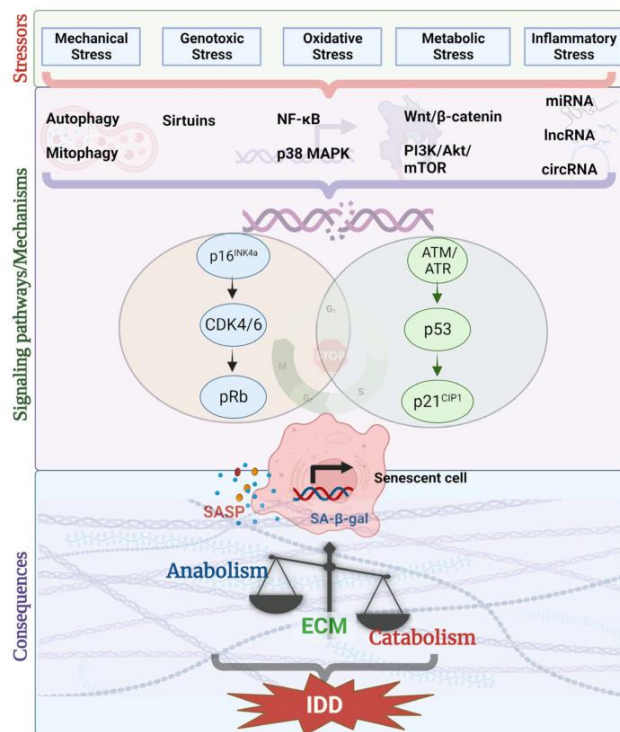 Stressors
Mechanical
Stress
Genotoxic
Stress
Oxidative
Stress
Metabolic
Stress
Inflammatory
Stress
Signaling pathways/Mechanisms
Autophagy
Mitophagy
Sirtuins
NF-κB
p38 MAPK
Wnt/β-catenin
PI3K/Akt/
mTOR
miRNA
lncRNA
circRNA
p16INK4a
CDK4/6
pRb
ATM/
ATR
p53
p21CIP1
G₁
STOP
M
G₂
S
Consequences
Senescent cell
SASP
SA-β-gal
Anabolism
ECM
Catabolism
IDD